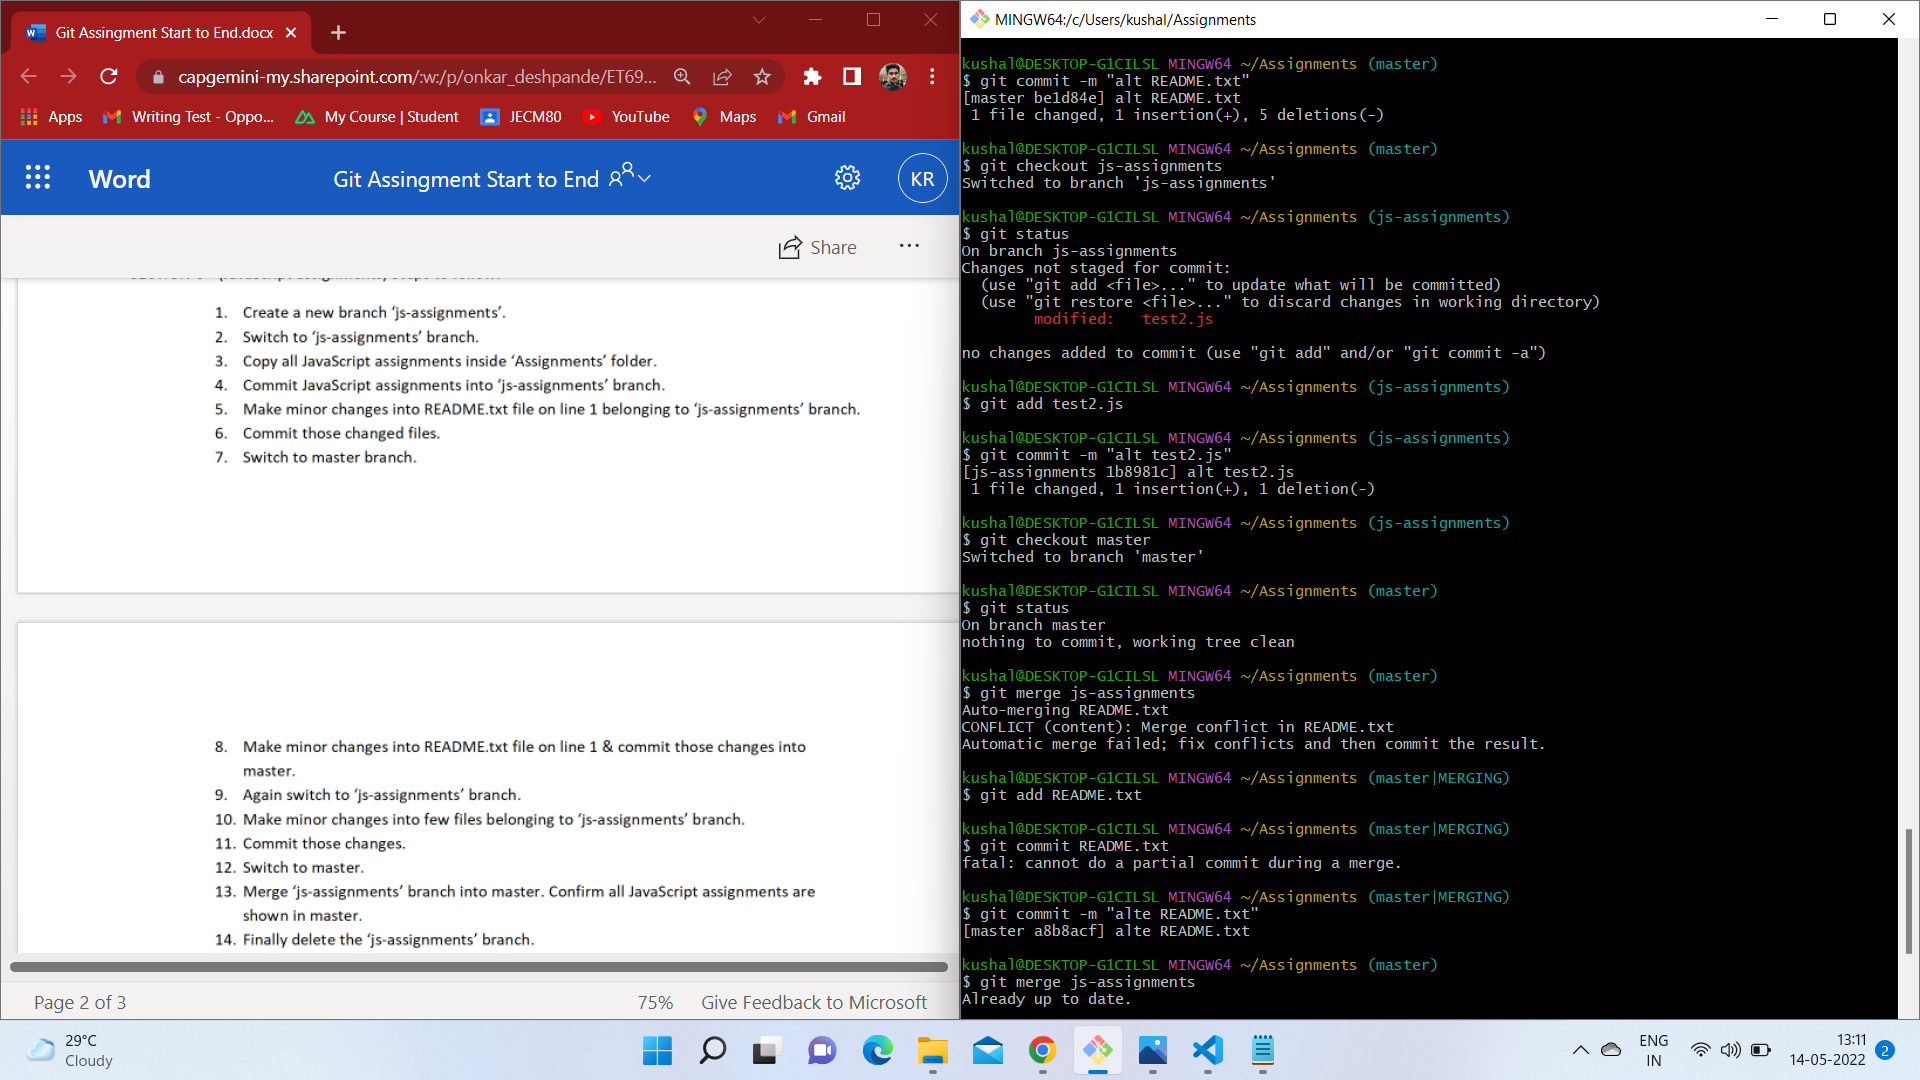 Git Assingment Start to End.docx
capgemini-my.sharepoint.com/:w:/p/onkar_deshpande/ET69...
Apps
Writing Test - Oppo...
My Course | Student
JECM80
YouTube
Maps
Gmail
Word
Git Assingment Start to End
KR
Share
1. Create a new branch ‘js-assignments’.
2. Switch to ‘js-assignments’ branch.
3. Copy all JavaScript assignments inside ‘Assignments’ folder.
4. Commit JavaScript assignments into ‘js-assignments’ branch.
5. Make minor changes into README.txt file on line 1 belonging to ‘js-assignments’ branch.
6. Commit those changed files.
7. Switch to master branch.
8. Make minor changes into README.txt file on line 1 & commit those changes into
master.
9. Again switch to ‘js-assignments’ branch.
10. Make minor changes into few files belonging to ‘js-assignments’ branch.
11. Commit those changes.
12. Switch to master.
13. Merge ‘js-assignments’ branch into master. Confirm all JavaScript assignments are
shown in master.
14. Finally delete the ‘js-assignments’ branch.
Page 2 of 3
75%
Give Feedback to Microsoft
MINGW64:/c/Users/kushal/Assignments
kushal@DESKTOP-G1CILSL MINGW64 ~/Assignments (master)
$ git commit -m "alt README.txt"
[master be1d84e] alt README.txt
1 file changed, 1 insertion(+), 5 deletions(-)
kushal@DESKTOP-G1CILSL MINGW64 ~/Assignments (master)
$ git checkout js-assignments
Switched to branch 'js-assignments'
kushal@DESKTOP-G1CILSL MINGW64 ~/Assignments (js-assignments)
$ git status
On branch js-assignments
Changes not staged for commit:
(use "git add <file>..." to update what will be committed)
(use "git restore <file>..." to discard changes in working directory)
modified:   test2.js
no changes added to commit (use "git add" and/or "git commit -a")
kushal@DESKTOP-G1CILSL MINGW64 ~/Assignments (js-assignments)
$ git add test2.js
kushal@DESKTOP-G1CILSL MINGW64 ~/Assignments (js-assignments)
$ git commit -m "alt test2.js"
[js-assignments 1b8981c] alt test2.js
1 file changed, 1 insertion(+), 1 deletion(-)
kushal@DESKTOP-G1CILSL MINGW64 ~/Assignments (js-assignments)
$ git checkout master
Switched to branch 'master'
kushal@DESKTOP-G1CILSL MINGW64 ~/Assignments (master)
$ git status
On branch master
nothing to commit, working tree clean
kushal@DESKTOP-G1CILSL MINGW64 ~/Assignments (master)
$ git merge js-assignments
Auto-merging README.txt
CONFLICT (content): Merge conflict in README.txt
Automatic merge failed; fix conflicts and then commit the result.
kushal@DESKTOP-G1CILSL MINGW64 ~/Assignments (master|MERGING)
$ git add README.txt
kushal@DESKTOP-G1CILSL MINGW64 ~/Assignments (master|MERGING)
$ git commit README.txt
fatal: cannot do a partial commit during a merge.
kushal@DESKTOP-G1CILSL MINGW64 ~/Assignments (master|MERGING)
$ git commit -m "alte README.txt"
[master a8b8acf] alte README.txt
kushal@DESKTOP-G1CILSL MINGW64 ~/Assignments (master)
$ git merge js-assignments
Already up to date.
29°C
Cloudy
ENG
IN
13:11
14-05-2022
2